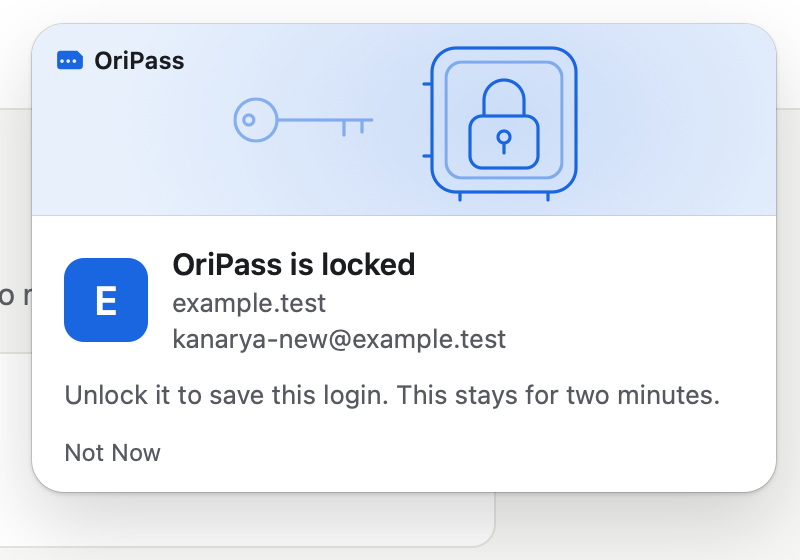 OriPass
OriPass is locked
E
example.test
kanarya-new@example.test
Unlock it to save this login. This stays for two minutes.
Not Now